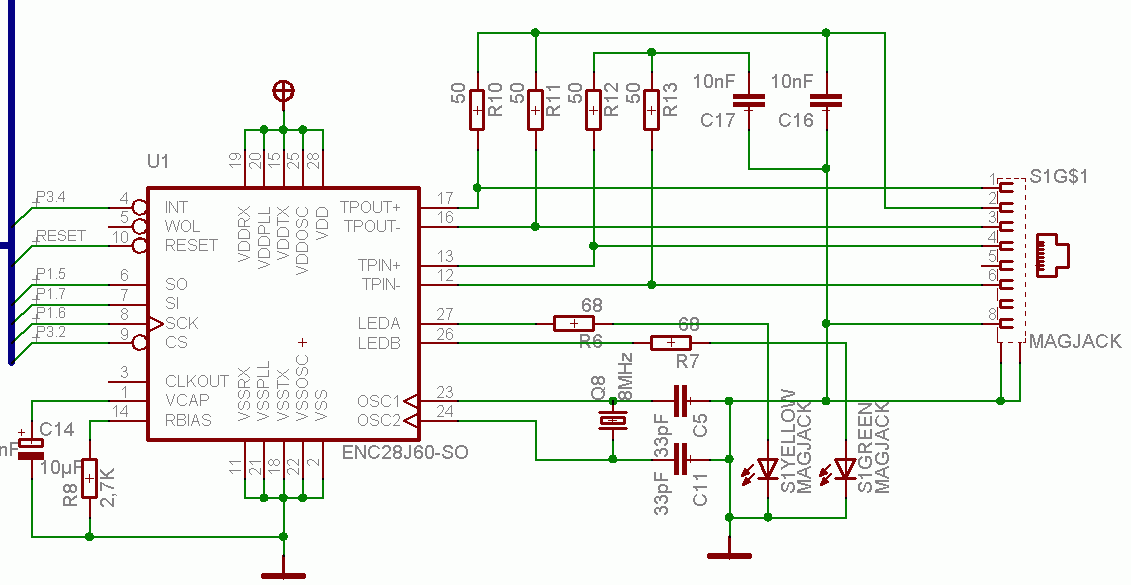 50
R10
50
R11
50
R12
50
R13
10nF
C17
10nF
C16
U1
19
20
15
25
28
P3.4
4
INT
5
WOL
RESET
10
RESET
P1.5
6
SO
P1.7
7
SI
P1.6
8
SCK
P3.2
9
CS
3
CLKOUT
1
VCAP
14
RBIAS
VDDRX
VDDPLL
VDDTX
VDDOSC
VDD
TPOUT+
17
TPOUT-
16
TPIN+
13
TPIN-
12
LEDA
27
LEDB
26
OSC1
23
OSC2
24
VSSRX
VSSPLL
VSSTX
VSSOSC
VSS
11
21
18
22
2
ENC28J60-SO
C14
nF
10µF
R8
2,7K
68
R6
68
R7
Q8
8MHz
33pF
C5
33pF
C11
S1YELLOW
MAGJACK
S1GREEN
MAGJACK
S1G$1
1
2
3
4
5
6
8
MAGJACK